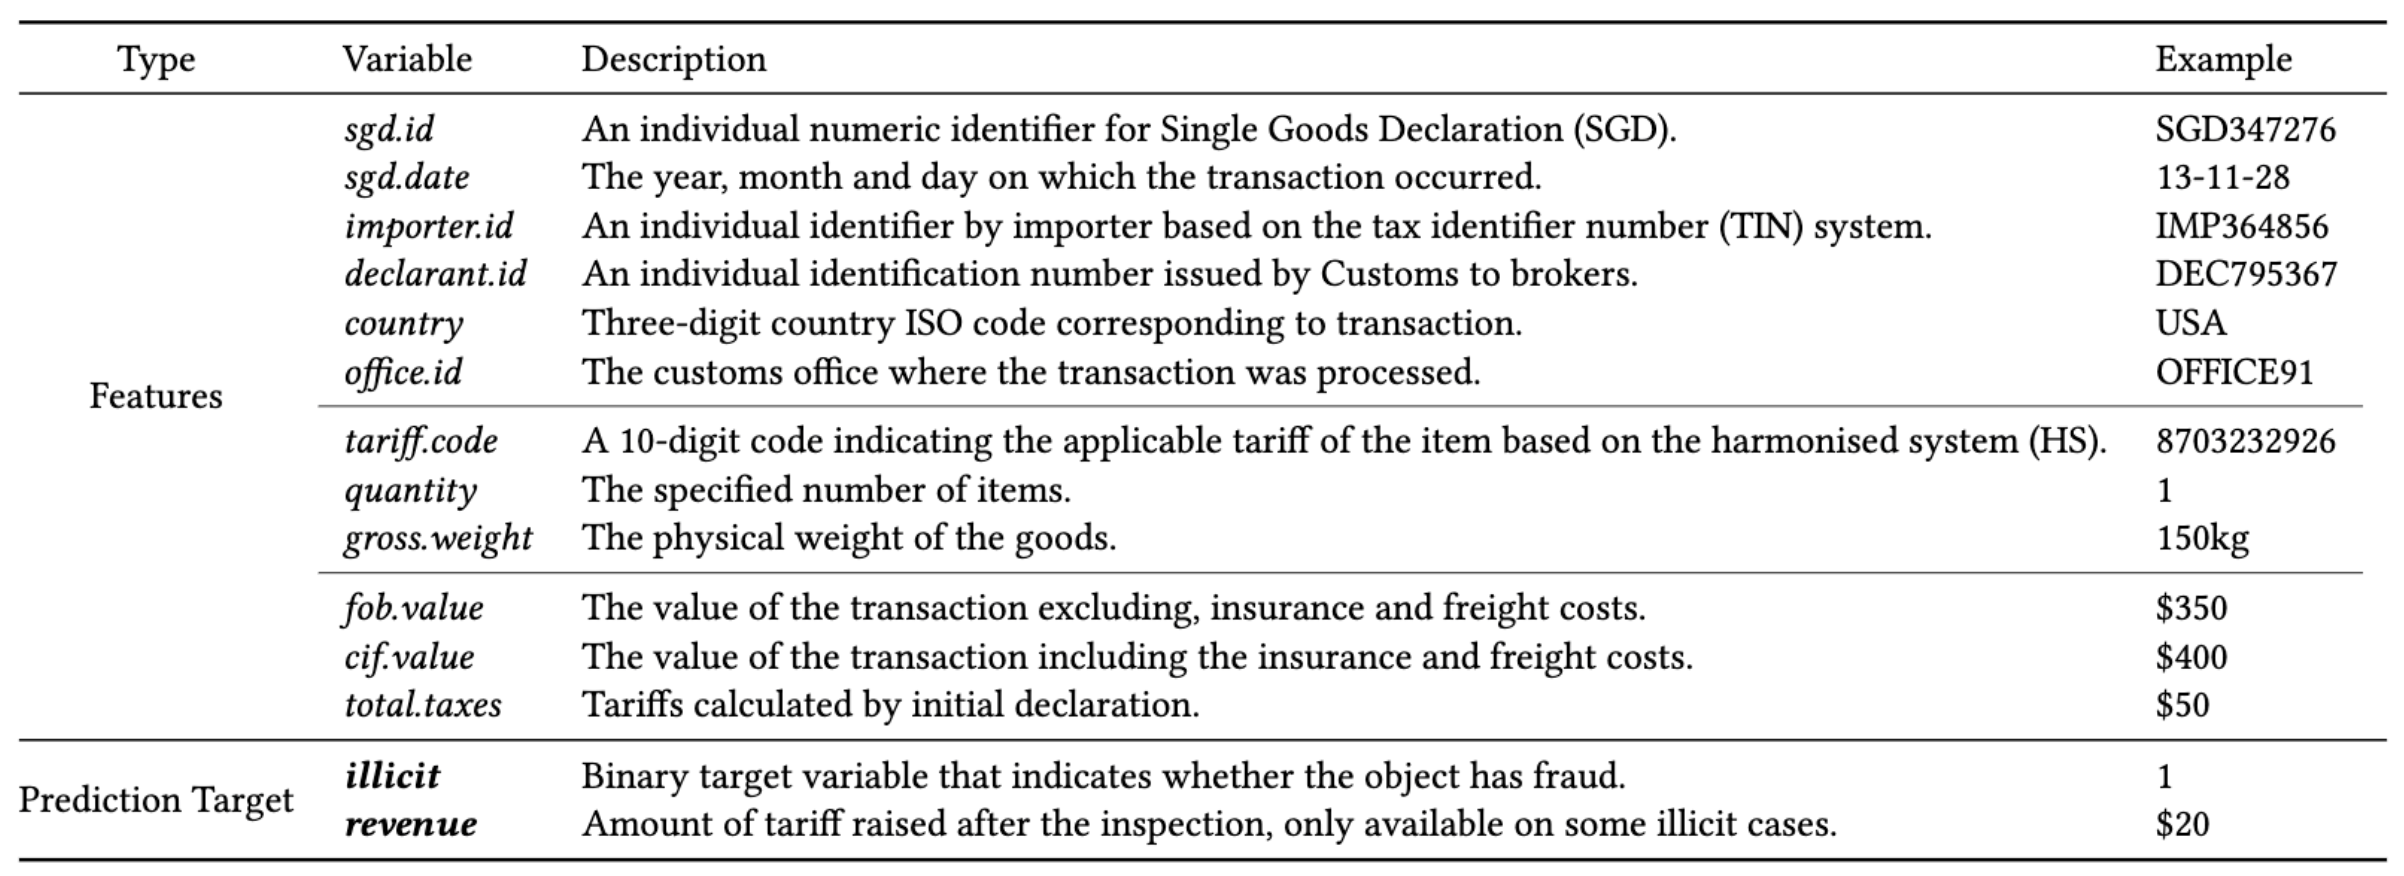 Type Variable Description Example
sgd.id An individual numeric identifier for Single Goods Declaration (SGD). SGD347276
sgd.date The year, month and day on which the transaction occurred. 13-11-28
importer.id An individual identifier by importer based on the tax identifier number (TIN) system. IMP364856
declarant.id An individual identification number issued by Customs to brokers. DEC795367
country Three-digit country ISO code corresponding to transaction. USA
office.id The customs office where the transaction was processed. OFFICE91
Features
tariff.code A 10-digit code indicating the applicable tariff of the item based on the harmonised system (HS). 8703232926
quantity The specified number of items. 1
gross.weight The physical weight of the goods. 150kg
fob.value The value of the transaction excluding, insurance and freight costs. $350
cif.value The value of the transaction including the insurance and freight costs. $400
total.taxes Tariffs calculated by initial declaration. $50
illicit Binary target variable that indicates whether the object has fraud. 1
Prediction Target
revenue Amount of tariff raised after the inspection, only available on some illicit cases. $20